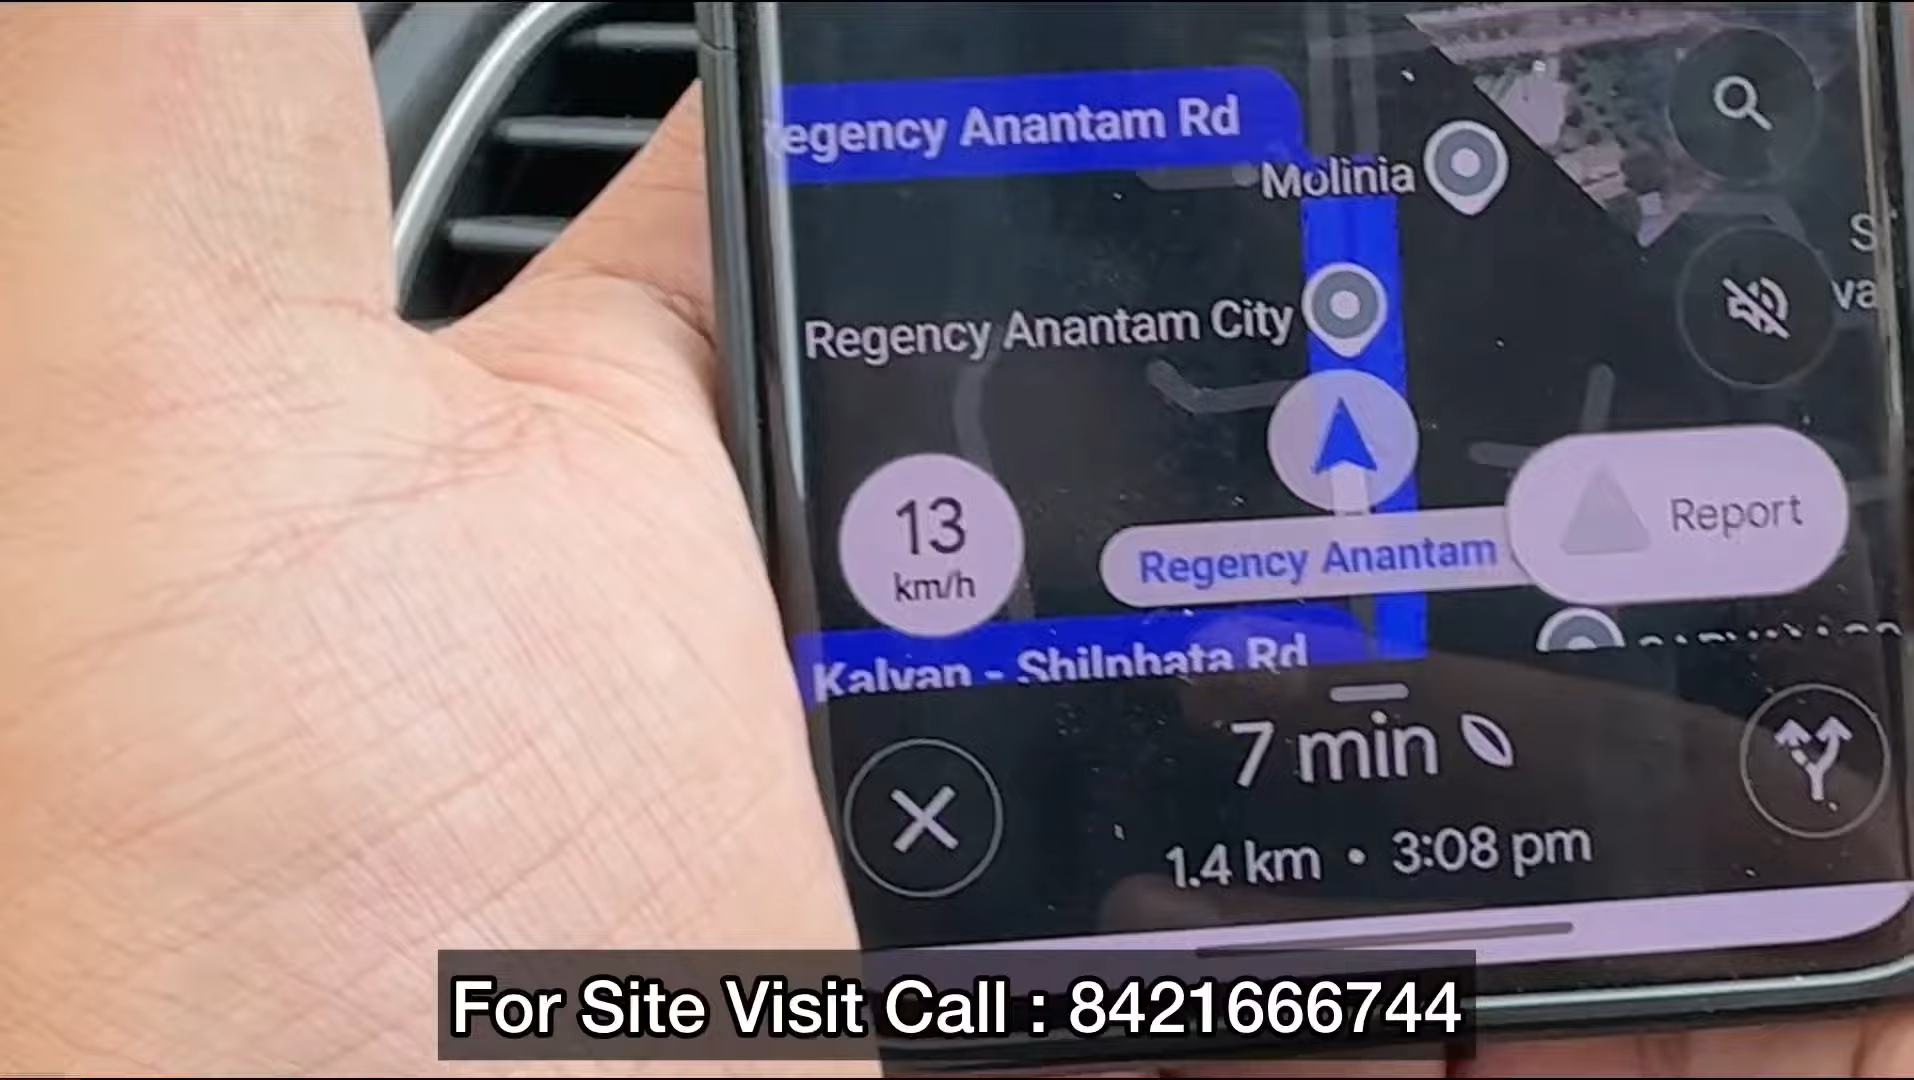 egency Anantam Rd
Molinia
Regency Anantam City
13
km/h
Regency Anantam
Report
Kalyan - Shilphata Rd
7 min
1.4 km • 3:08 pm
For Site Visit Call : 8421666744